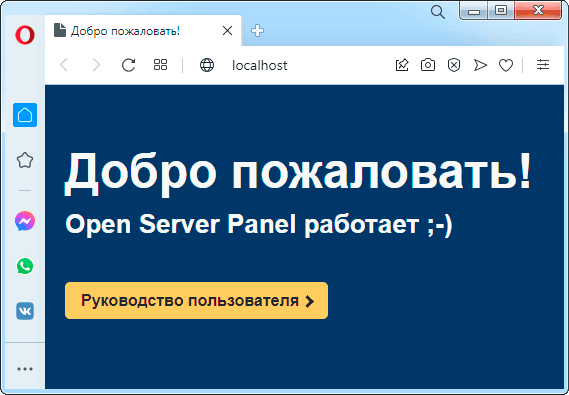 Добро пожаловать!
localhost
Добро пожаловать!
Open Server Panel работает ;-)
Руководство пользователя